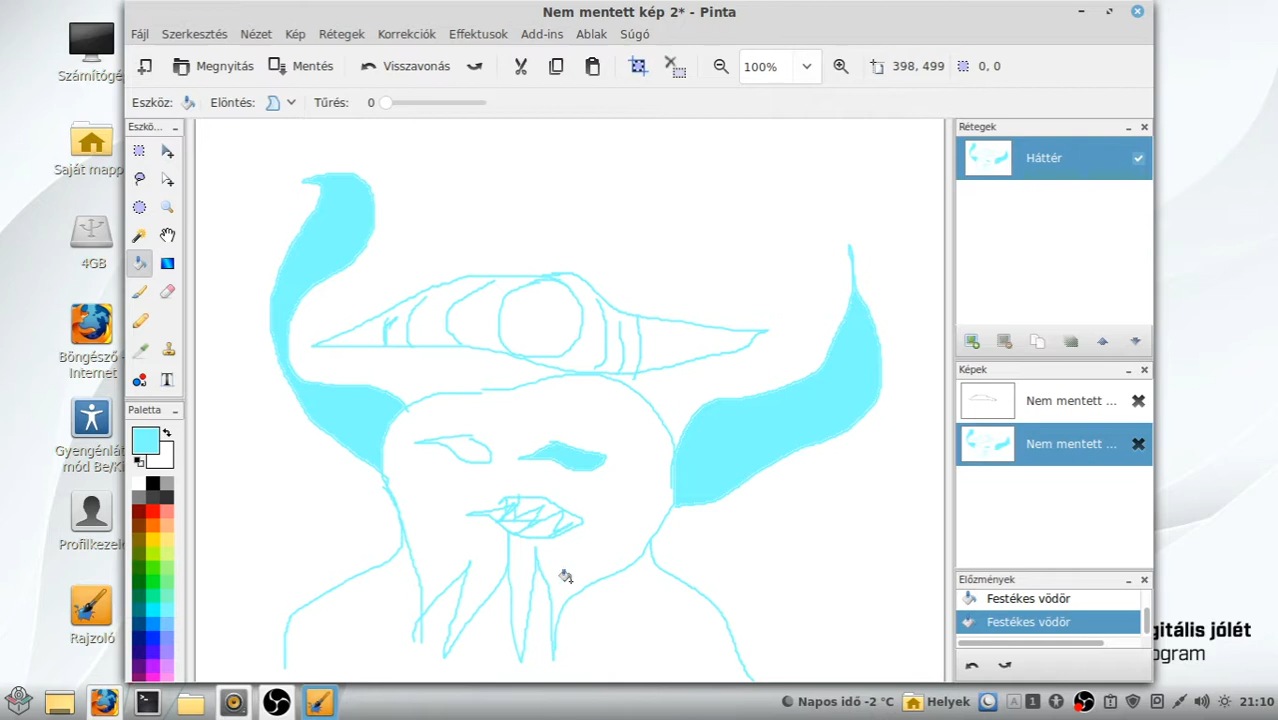 Nem mentett kép 2* - Pinta
Fájl Szerkesztés Nézet Kép Rétegek Korrekciók Effektusok Add-ins Ablak Súgó
Megnyitás Mentés Visszavonás 100% 398, 499 0, 0
Eszköz: Elöntés: Tűrés: 0
Eszkö...
Paletta
Rétegek
Háttér
Képek
Nem mentett ...
Nem mentett ...
Előzmények
Festékes vödör
Festékes vödör
Számítógé
Saját mapp
4GB
Böngésző
Internet
Gyengénlát
mód Be/Ki
Profilkezel
Rajzoló
gitális jólét
ogram
Napos idő -2 °C Helyek A 1 21:10